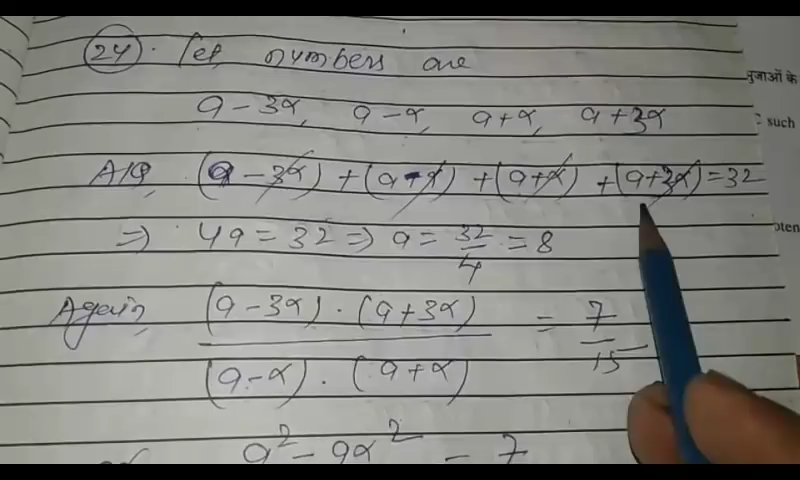 24. Let numbers are
a-3α, a-α, a+α, a+3α
A/Q, (a-3α)+(a-α)+(a+α)+(a+3α)=32
⇒ 4a=32⇒ a=32/4=8
Again, (a-3α).(a+3α)/(a-α).(a+α) = 7/15
a²-9α² = 7
such